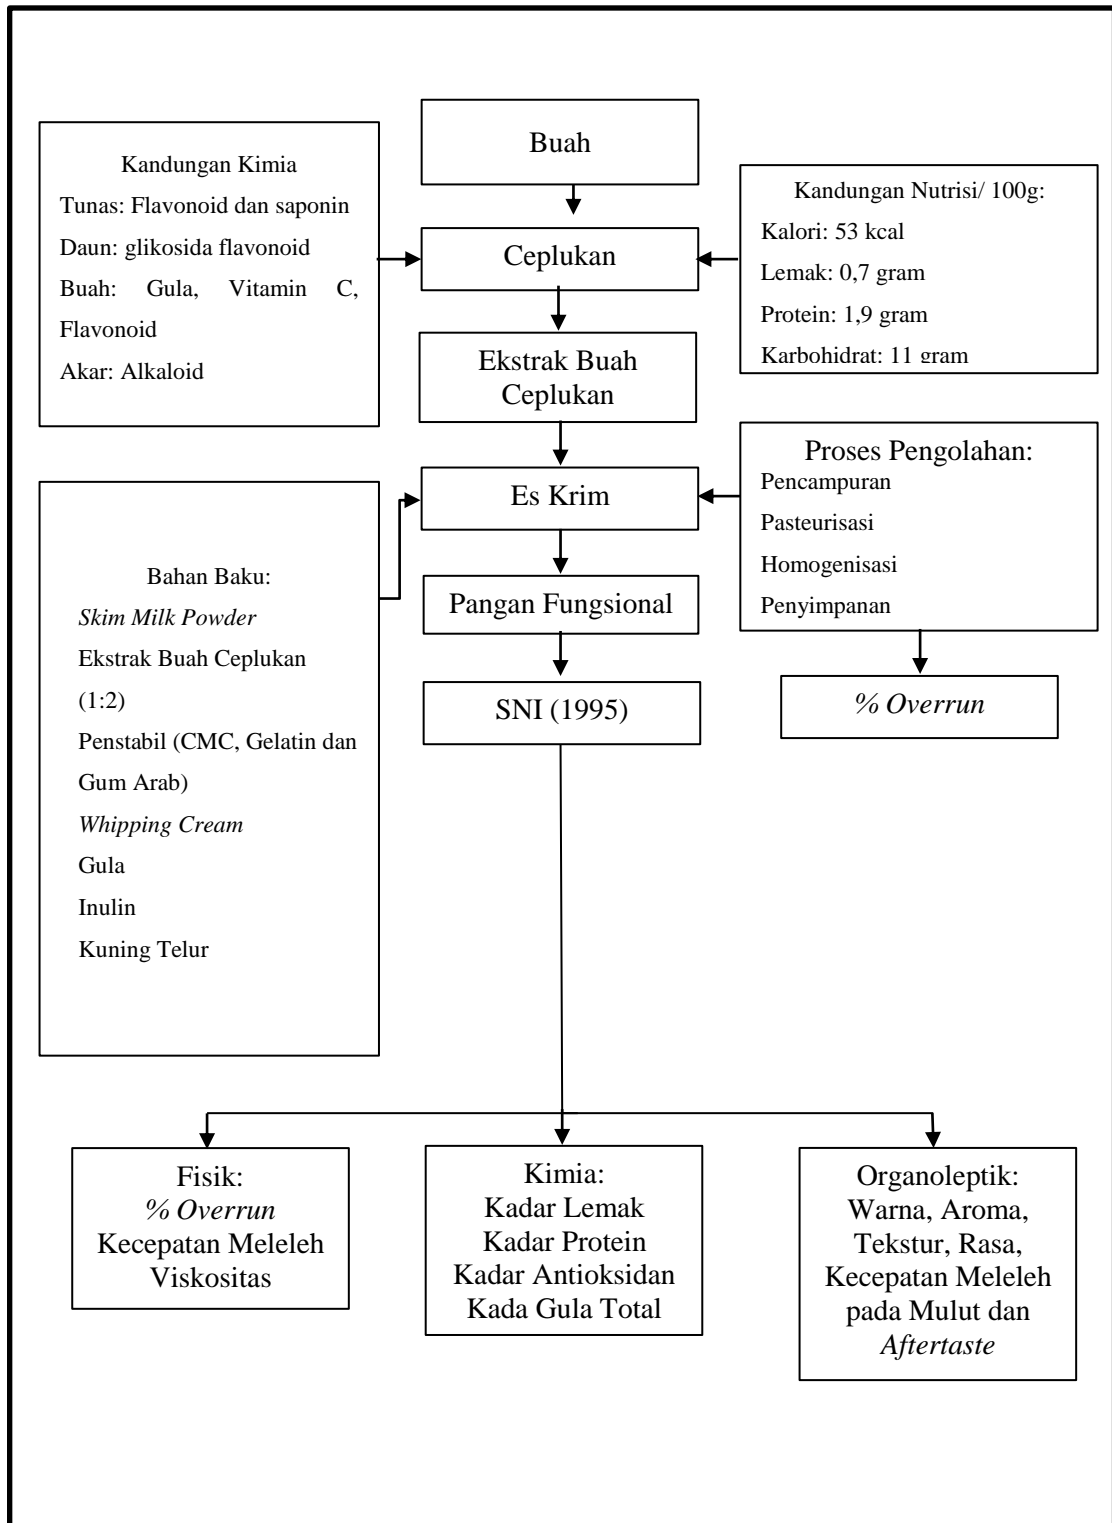 Buah
Kandungan Kimia
Tunas: Flavonoid dan saponin
Daun: glikosida flavonoid
Buah: Gula, Vitamin C,
Flavonoid
Akar: Alkaloid
Ceplukan
Kandungan Nutrisi/ 100g:
Kalori: 53 kcal
Lemak: 0,7 gram
Protein: 1,9 gram
Karbohidrat: 11 gram
Ekstrak Buah
Ceplukan
Es Krim
Proses Pengolahan:
Pencampuran
Pasteurisasi
Homogenisasi
Penyimpanan
Bahan Baku:
Skim Milk Powder
Ekstrak Buah Ceplukan
(1:2)
Penstabil (CMC, Gelatin dan
Gum Arab)
Whipping Cream
Gula
Inulin
Kuning Telur
Pangan Fungsional
SNI (1995)
% Overrun
Fisik:
% Overrun
Kecepatan Meleleh
Viskositas
Kimia:
Kadar Lemak
Kadar Protein
Kadar Antioksidan
Kada Gula Total
Organoleptik:
Warna, Aroma,
Tekstur, Rasa,
Kecepatan Meleleh
pada Mulut dan
Aftertaste